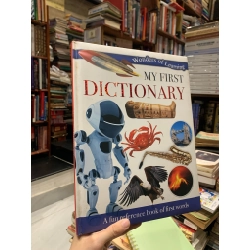 Wonders of Learning
MY FIRST
DICTIONARY
A fun reference book of first words